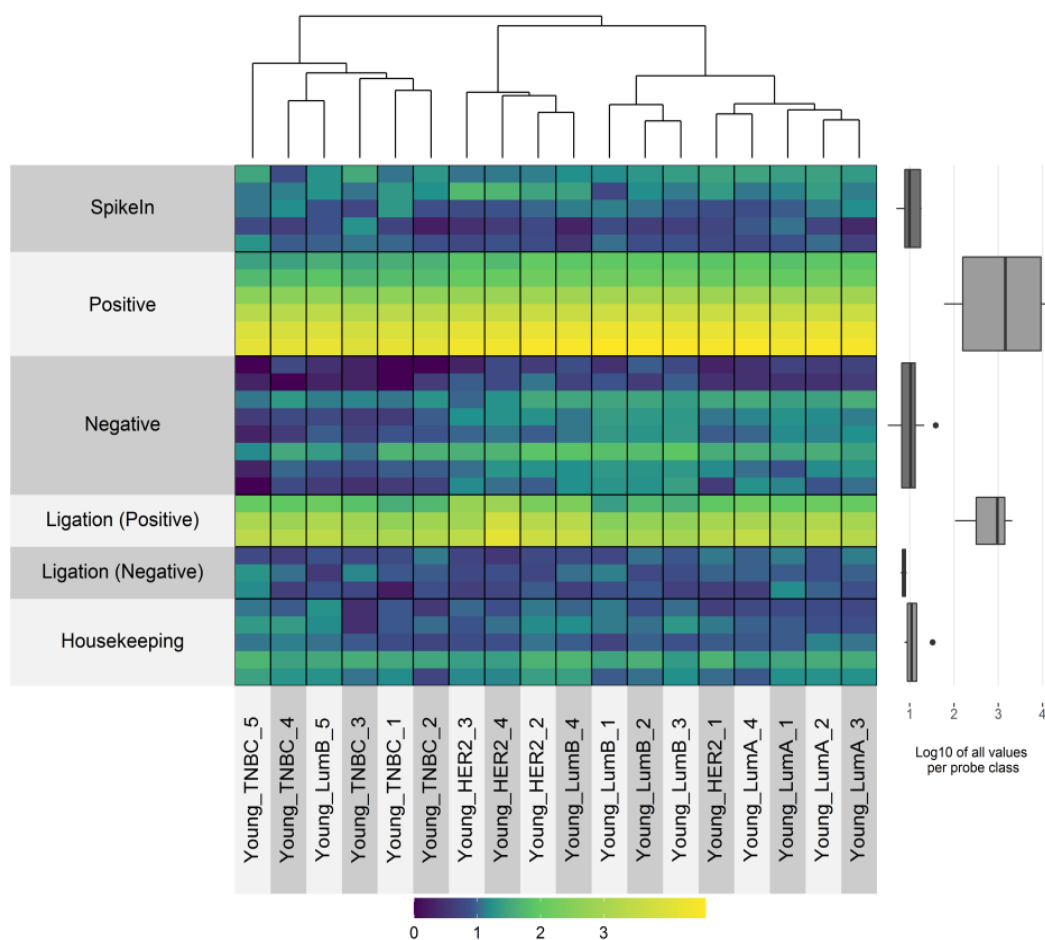 SpikeIn
Positive
Negative
Ligation (Positive)
Ligation (Negative)
Housekeeping
1 2 3 4
Log10 of all values
per probe class
Young_TNBC_5
Young_TNBC_4
Young_LumB_5
Young_TNBC_3
Young_TNBC_1
Young_TNBC_2
Young_HER2_3
Young_HER2_4
Young_HER2_2
Young_LumB_4
Young_LumB_1
Young_LumB_2
Young_LumB_3
Young_HER2_1
Young_LumA_4
Young_LumA_1
Young_LumA_2
Young_LumA_3
0 1 2 3